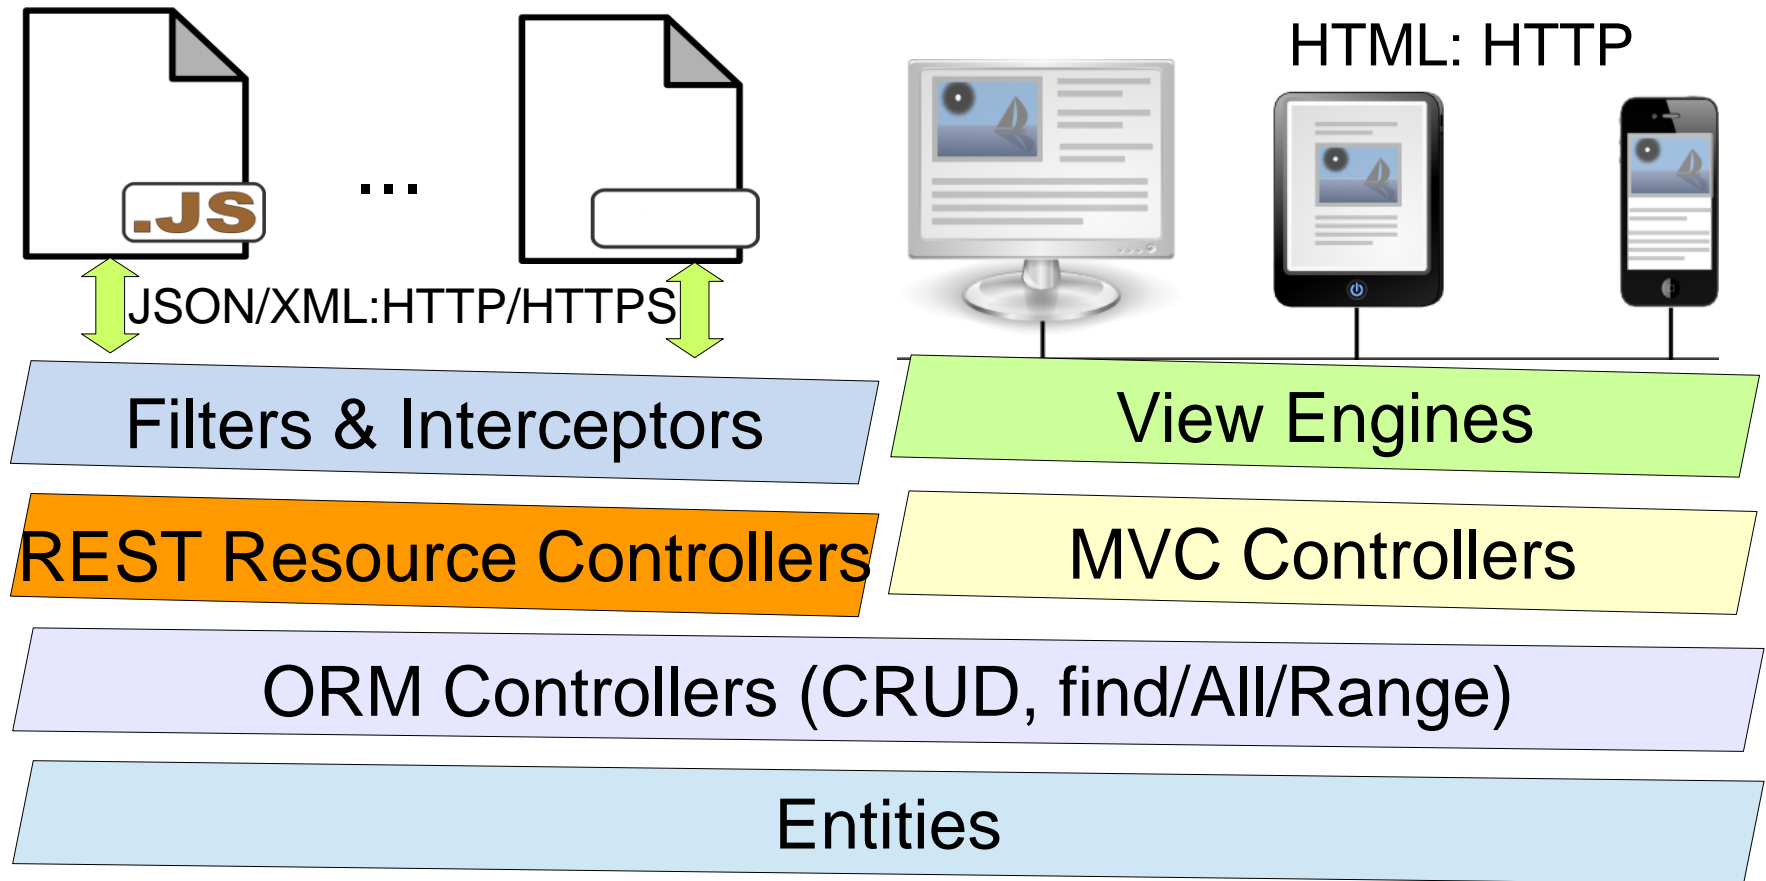 HTML: HTTP
.JS
...
JSON/XML:HTTP/HTTPS
Filters & Interceptors
View Engines
REST Resource Controllers
MVC Controllers
ORM Controllers (CRUD, find/All/Range)
Entities